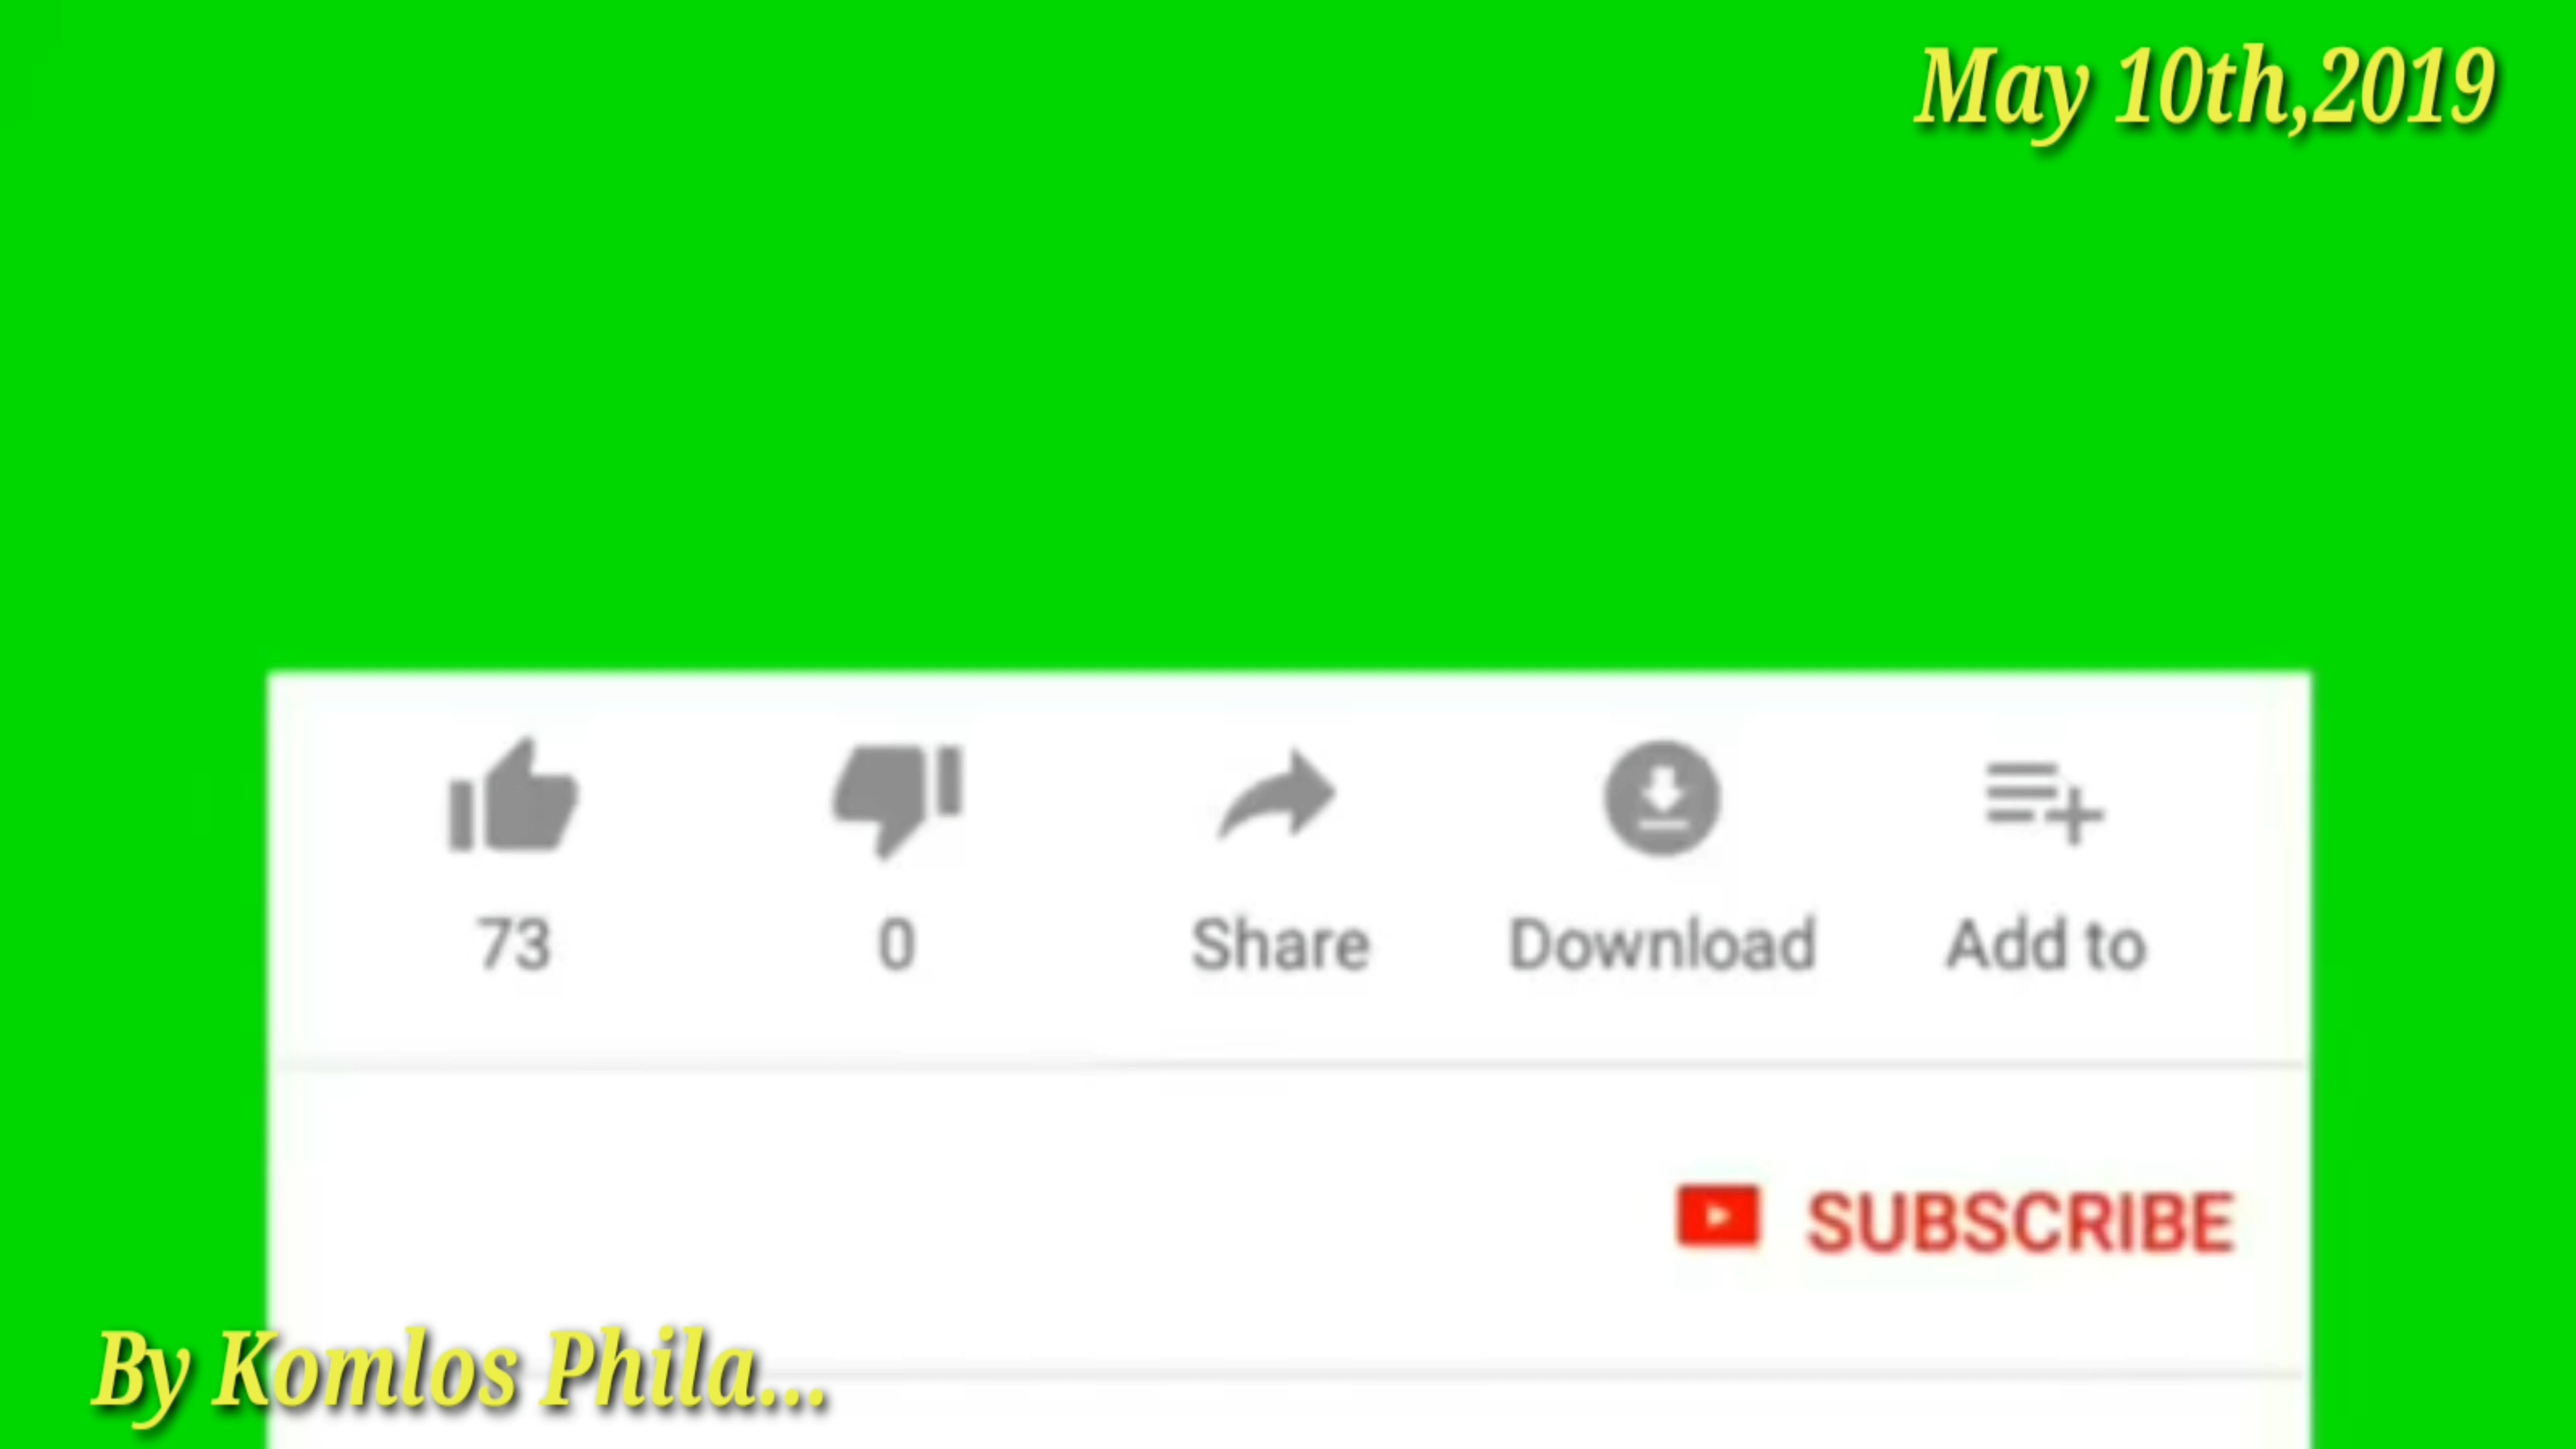 May 10th,2019
73
0
Share
Download
Add to
SUBSCRIBE
By Komlos Phila...